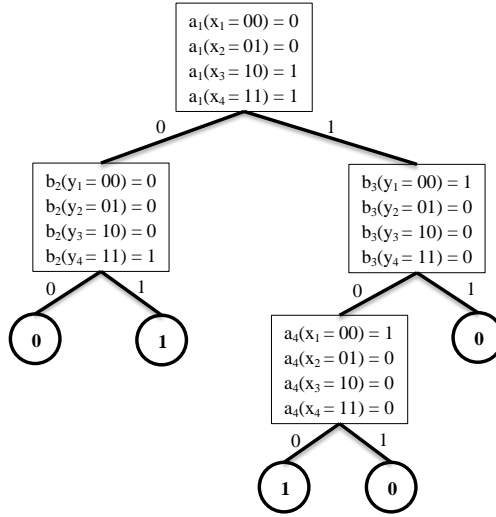 a₁(x₁ = 00) = 0
a₁(x₂ = 01) = 0
a₁(x₃ = 10) = 1
a₁(x₄ = 11) = 1
0
1
b₂(y₁ = 00) = 0
b₂(y₂ = 01) = 0
b₂(y₃ = 10) = 0
b₂(y₄ = 11) = 1
b₃(y₁ = 00) = 1
b₃(y₂ = 01) = 0
b₃(y₃ = 10) = 0
b₃(y₄ = 11) = 0
0
1
0
1
0
1
a₄(x₁ = 00) = 1
a₄(x₂ = 01) = 0
a₄(x₃ = 10) = 0
a₄(x₄ = 11) = 0
0
0
1
1
0